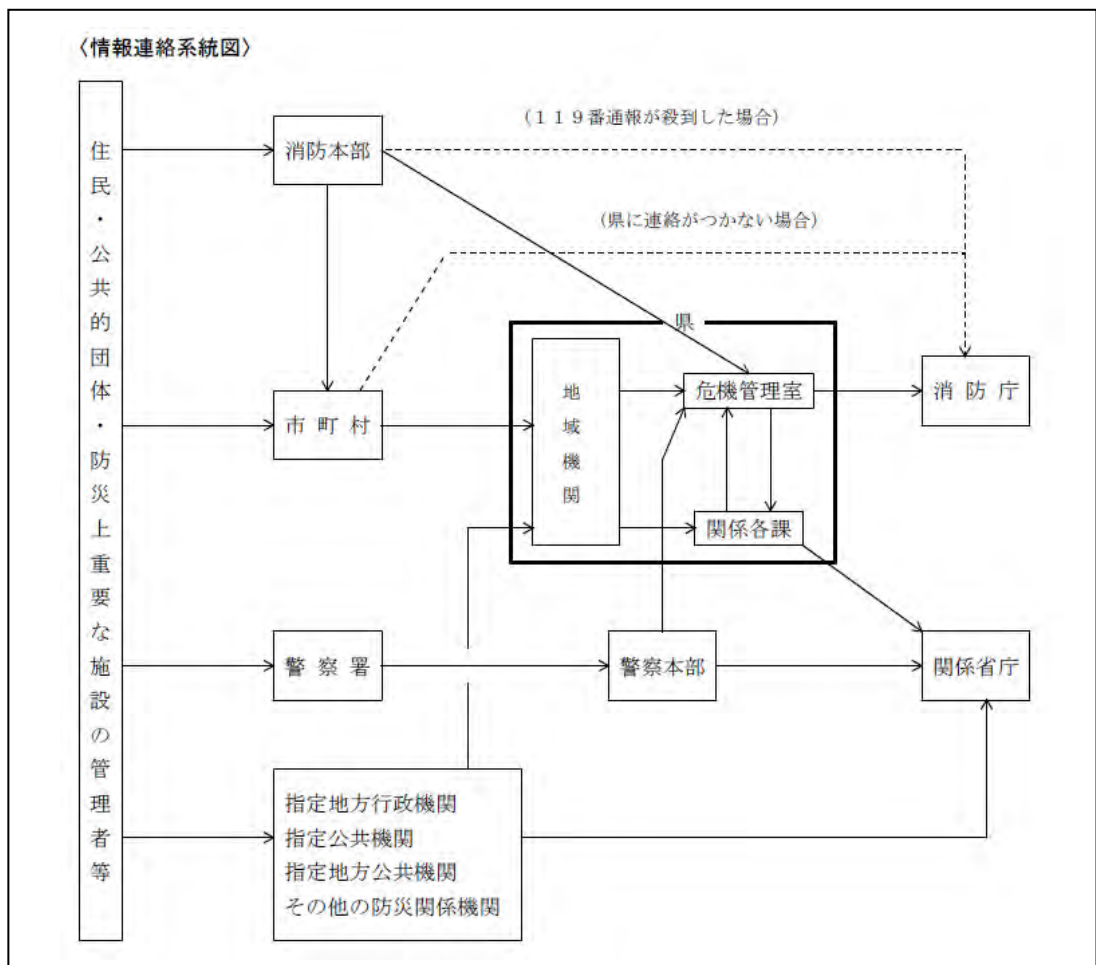 〈情報連絡系統図〉
住民・公共的団体・防災上重要な施設の管理者等
(119番通報が殺到した場合)
消防本部
(県に連絡がつかない場合)
県
地域機関
危機管理室
消防庁
市町村
関係各課
警察署
警察本部
関係省庁
指定地方行政機関
指定公共機関
指定地方公共機関
その他の防災関係機関